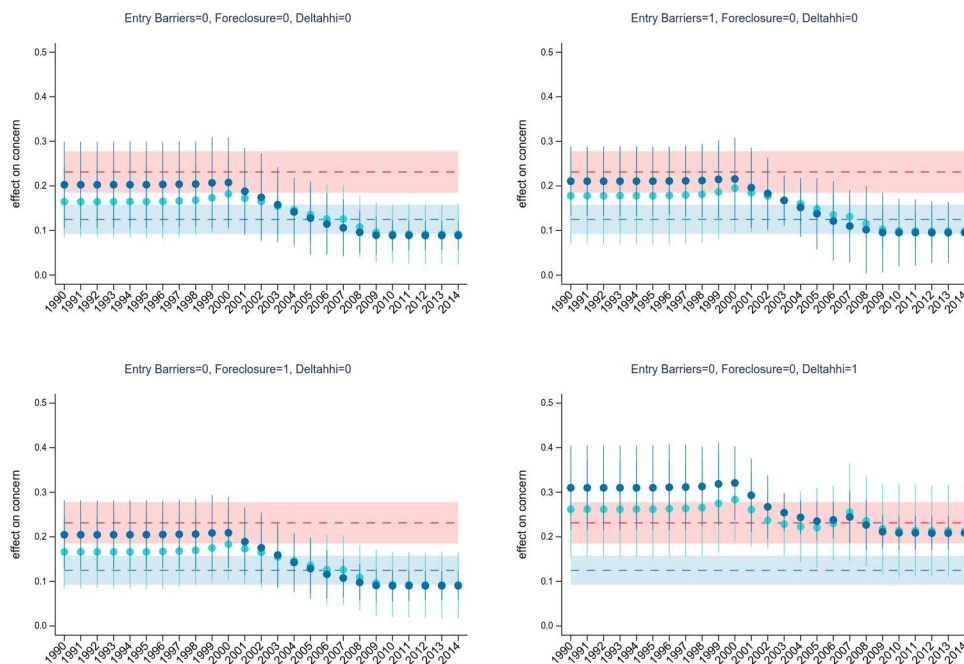 Entry Barriers=0, Foreclosure=0, Deltahhi=0
effect on concern
0.5
0.4
0.3
0.2
0.1
0.0
1990 1991 1992 1993 1994 1995 1996 1997 1998 1999 2000 2001 2002 2003 2004 2005 2006 2007 2008 2009 2010 2011 2012 2013 2014
Entry Barriers=1, Foreclosure=0, Deltahhi=0
effect on concern
0.5
0.4
0.3
0.2
0.1
0.0
1990 1991 1992 1993 1994 1995 1996 1997 1998 1999 2000 2001 2002 2003 2004 2005 2006 2007 2008 2009 2010 2011 2012 2013 2014
Entry Barriers=0, Foreclosure=1, Deltahhi=0
effect on concern
0.5
0.4
0.3
0.2
0.1
0.0
1990 1991 1992 1993 1994 1995 1996 1997 1998 1999 2000 2001 2002 2003 2004 2005 2006 2007 2008 2009 2010 2011 2012 2013 2014
Entry Barriers=0, Foreclosure=0, Deltahhi=1
effect on concern
0.5
0.4
0.3
0.2
0.1
0.0
1990 1991 1992 1993 1994 1995 1996 1997 1998 1999 2000 2001 2002 2003 2004 2005 2006 2007 2008 2009 2010 2011 2012 2013 2014